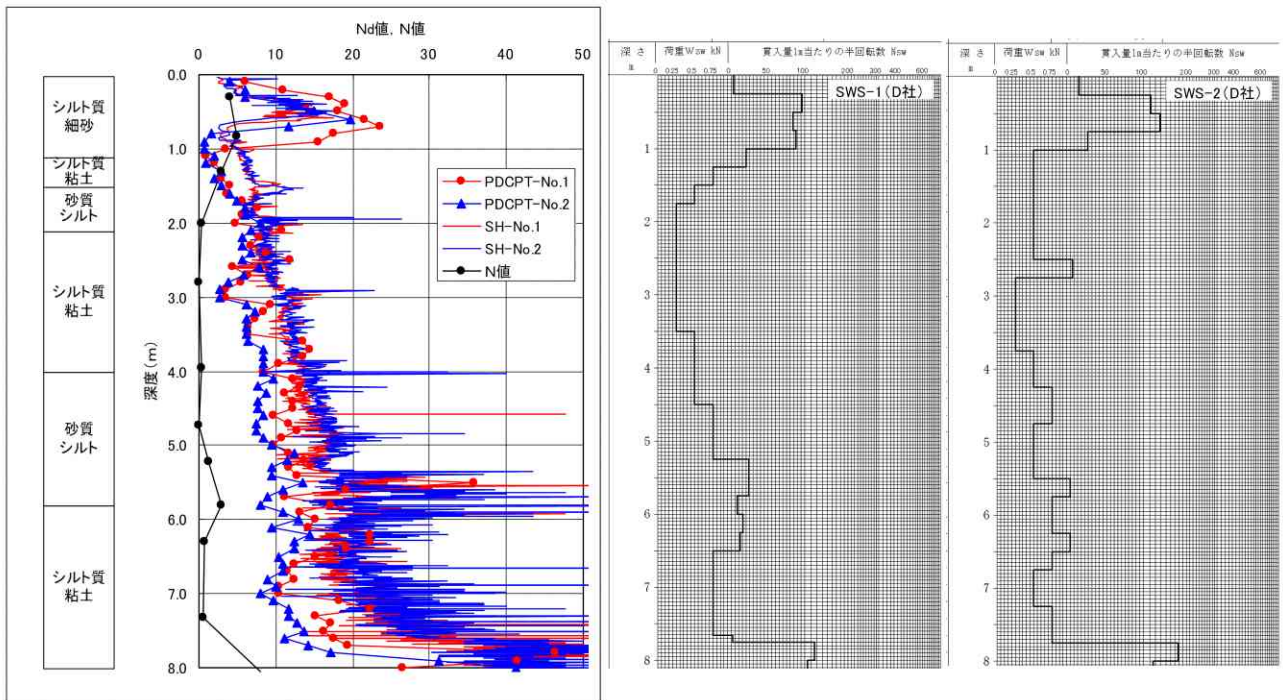 Nd値, N値
0 10 20 30 40 50
深度(m)
0.0
1.0
2.0
3.0
4.0
5.0
6.0
7.0
8.0
シルト質
細砂
シルト質
粘土
砂質
シルト
シルト質
粘土
砂質
シルト
シルト質
粘土
PDCPT-No.1
PDCPT-No.2
SH-No.1
SH-No.2
N値
深さ 荷重Wsw kN 貫入量1m当たりの半回転数 Nsw
m 0 0.25 0.5 0.75 0 50 100 200 300 400 600
SWS-1(D社)
1
2
3
4
5
6
7
8
深さ 荷重Wsw kN 貫入量1m当たりの半回転数 Nsw
m 0 0.25 0.5 0.75 0 50 100 200 300 400 600
SWS-2(D社)
1
2
3
4
5
6
7
8